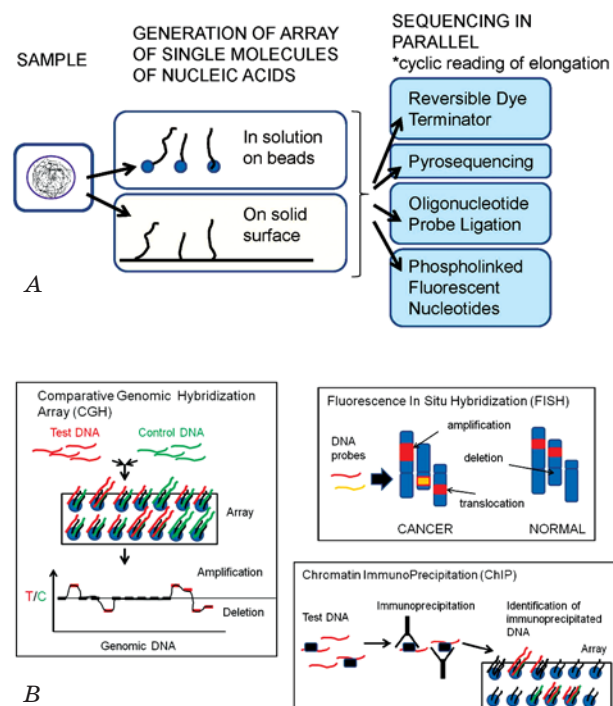 SAMPLE
GENERATION OF ARRAY
OF SINGLE MOLECULES
OF NUCLEIC ACIDS
SEQUENCING IN
PARALLEL
*cyclic reading of elongation
In solution
on beads
On solid
surface
Reversible Dye
Terminator
Pyrosequencing
Oligonucleotide
Probe Ligation
Phospholinked
Fluorescent
Nucleotides
A
Comparative Genomic Hybridization
Array (CGH)
Test DNA
Control DNA
Array
Amplification
T/C
Deletion
Genomic DNA
Fluorescence In Situ Hybridization (FISH)
amplification
DNA
probes
deletion
translocation
CANCER
NORMAL
Chromatin ImmunoPrecipitation (ChIP)
Test DNA
Immunoprecipitation
Identification of
immunoprecipitated
DNA
Array
B